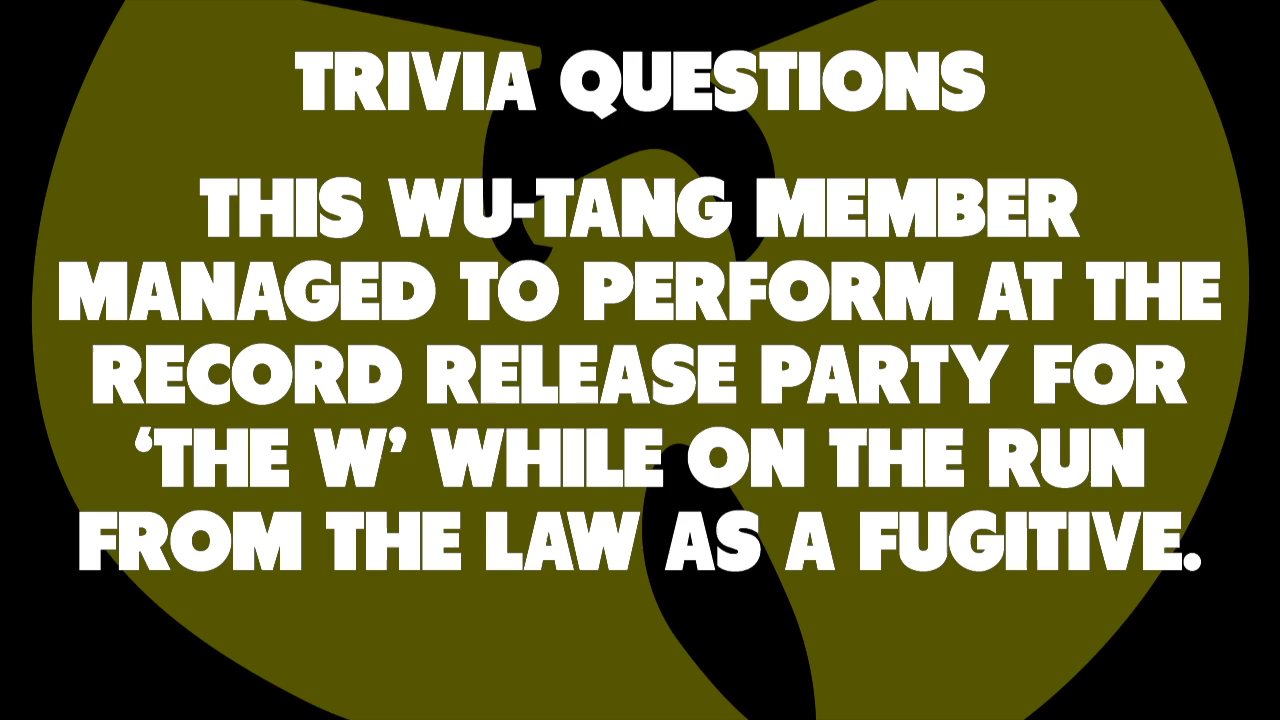 TRIVIA QUESTIONS
THIS WU-TANG MEMBER
MANAGED TO PERFORM AT THE
RECORD RELEASE PARTY FOR
‘THE W’ WHILE ON THE RUN
FROM THE LAW AS A FUGITIVE.